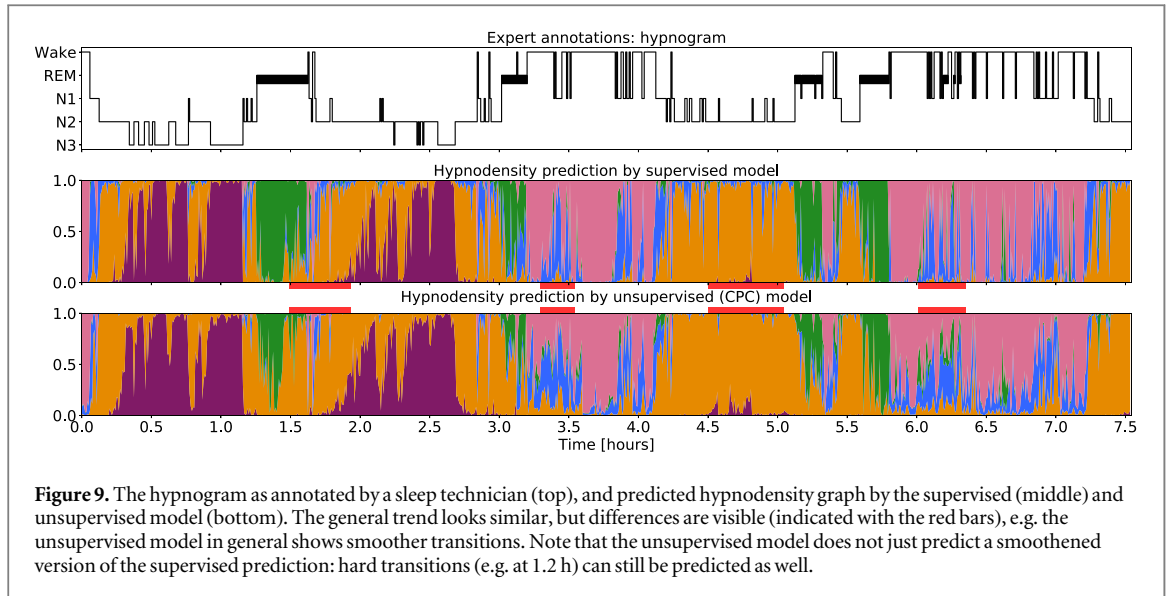 Expert annotations: hypnogram
Wake
REM
N1
N2
N3
Hypnodensity prediction by supervised model
1.0
0.5
0.0
Hypnodensity prediction by unsupervised (CPC) model
1.0
0.5
0.0
0.0 0.5 1.0 1.5 2.0 2.5 3.0 3.5 4.0 4.5 5.0 5.5 6.0 6.5 7.0 7.5
Time [hours]
Figure 9. The hypnogram as annotated by a sleep technician (top), and predicted hypnodensity graph by the supervised (middle) and
unsupervised model (bottom). The general trend looks similar, but differences are visible (indicated with the red bars), e.g. the
unsupervised model in general shows smoother transitions. Note that the unsupervised model does not just predict a smoothened
version of the supervised prediction: hard transitions (e.g. at 1.2 h) can still be predicted as well.